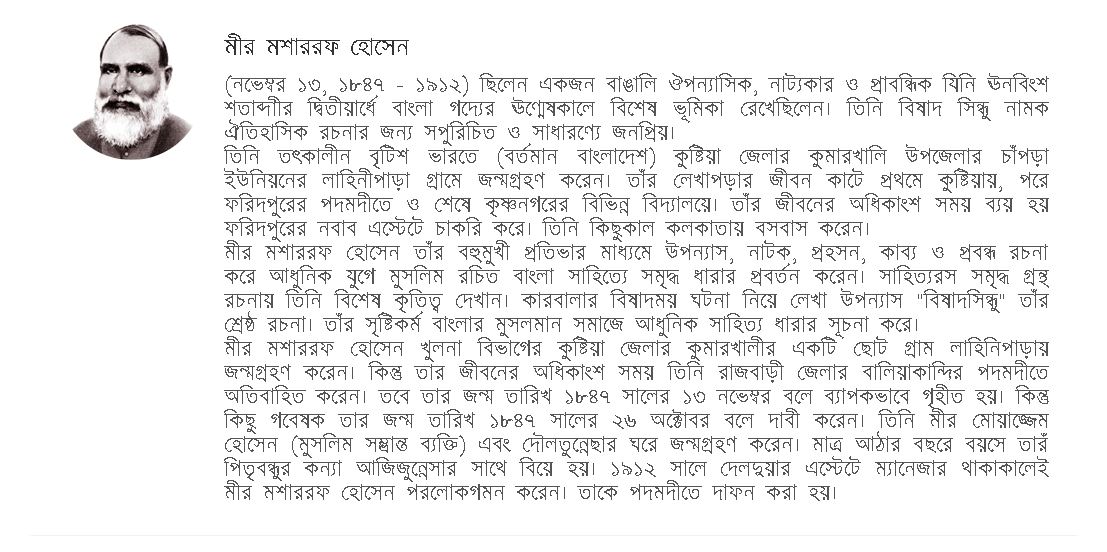 মীর মশাররফ হোসেন
(নভেম্বর ১৩, ১৮৪৭ - ১৯১২) ছিলেন একজন বাঙালি ঔপন্যাসিক, নাট্যকার ও প্রাবন্ধিক যিনি ঊনবিংশ
শতাব্দীর দ্বিতীয়ার্ধে বাংলা গদ্যের ঊণ্মেষকালে বিশেষ ভূমিকা রেখেছিলেন। তিনি বিষাদ সিন্ধু নামক
ঐতিহাসিক রচনার জন্য সপুরিচিত ও সাধারণ্যে জনপ্রিয়।
তিনি তৎকালীন বৃটিশ ভারতে (বর্তমান বাংলাদেশ) কুষ্টিয়া জেলার কুমারখালি উপজেলার চাঁপড়া
ইউনিয়নের লাহিনীপাড়া গ্রামে জন্মগ্রহণ করেন। তাঁর লেখাপড়ার জীবন কাটে প্রথমে কুষ্টিয়ায়, পরে
ফরিদপুরের পদমদীতে ও শেষে কৃষ্ণনগরের বিভিন্ন বিদ্যালয়ে। তাঁর জীবনের অধিকাংশ সময় ব্যয় হয়
ফরিদপুরের নবাব এস্টেটে চাকরি করে। তিনি কিছুকাল কলকাতায় বসবাস করেন।
মীর মশাররফ হোসেন তাঁর বহুমুখী প্রতিভার মাধ্যমে উপন্যাস, নাটক, প্রহসন, কাব্য ও প্রবন্ধ রচনা
করে আধুনিক যুগে মুসলিম রচিত বাংলা সাহিত্যে সমৃদ্ধ ধারার প্রবর্তন করেন। সাহিত্যরস সমৃদ্ধ গ্রন্থ
রচনায় তিনি বিশেষ কৃতিত্ব দেখান। কারবালার বিষাদময় ঘটনা নিয়ে লেখা উপন্যাস "বিষাদসিন্ধু" তাঁর
শ্রেষ্ঠ রচনা। তাঁর সৃষ্টিকর্ম বাংলার মুসলমান সমাজে আধুনিক সাহিত্য ধারার সূচনা করে।
মীর মশাররফ হোসেন খুলনা বিভাগের কুষ্টিয়া জেলার কুমারখালীর একটি ছোট গ্রাম লাহিনিপাড়ায়
জন্মগ্রহণ করেন। কিন্তু তার জীবনের অধিকাংশ সময় তিনি রাজবাড়ী জেলার বালিয়াকান্দির পদমদীতে
অতিবাহিত করেন। তবে তার জন্ম তারিখ ১৮৪৭ সালের ১৩ নভেম্বর বলে ব্যাপকভাবে গৃহীত হয়। কিন্তু
কিছু গবেষক তার জন্ম তারিখ ১৮৪৭ সালের ২৬ অক্টোবর বলে দাবী করেন। তিনি মীর মোয়াজ্জেম
হোসেন (মুসলিম সম্ভ্রান্ত ব্যক্তি) এবং দৌলতুন্নেছার ঘরে জন্মগ্রহণ করেন। মাত্র আঠার বছরে বয়সে তারঁ
পিতৃবন্ধুর কন্যা আজিজুন্নেসার সাথে বিয়ে হয়। ১৯১২ সালে দেলদুয়ার এস্টেটে ম্যানেজার থাকাকালেই
মীর মশাররফ হোসেন পরলোকগমন করেন। তাকে পদমদীতে দাফন করা হয়।